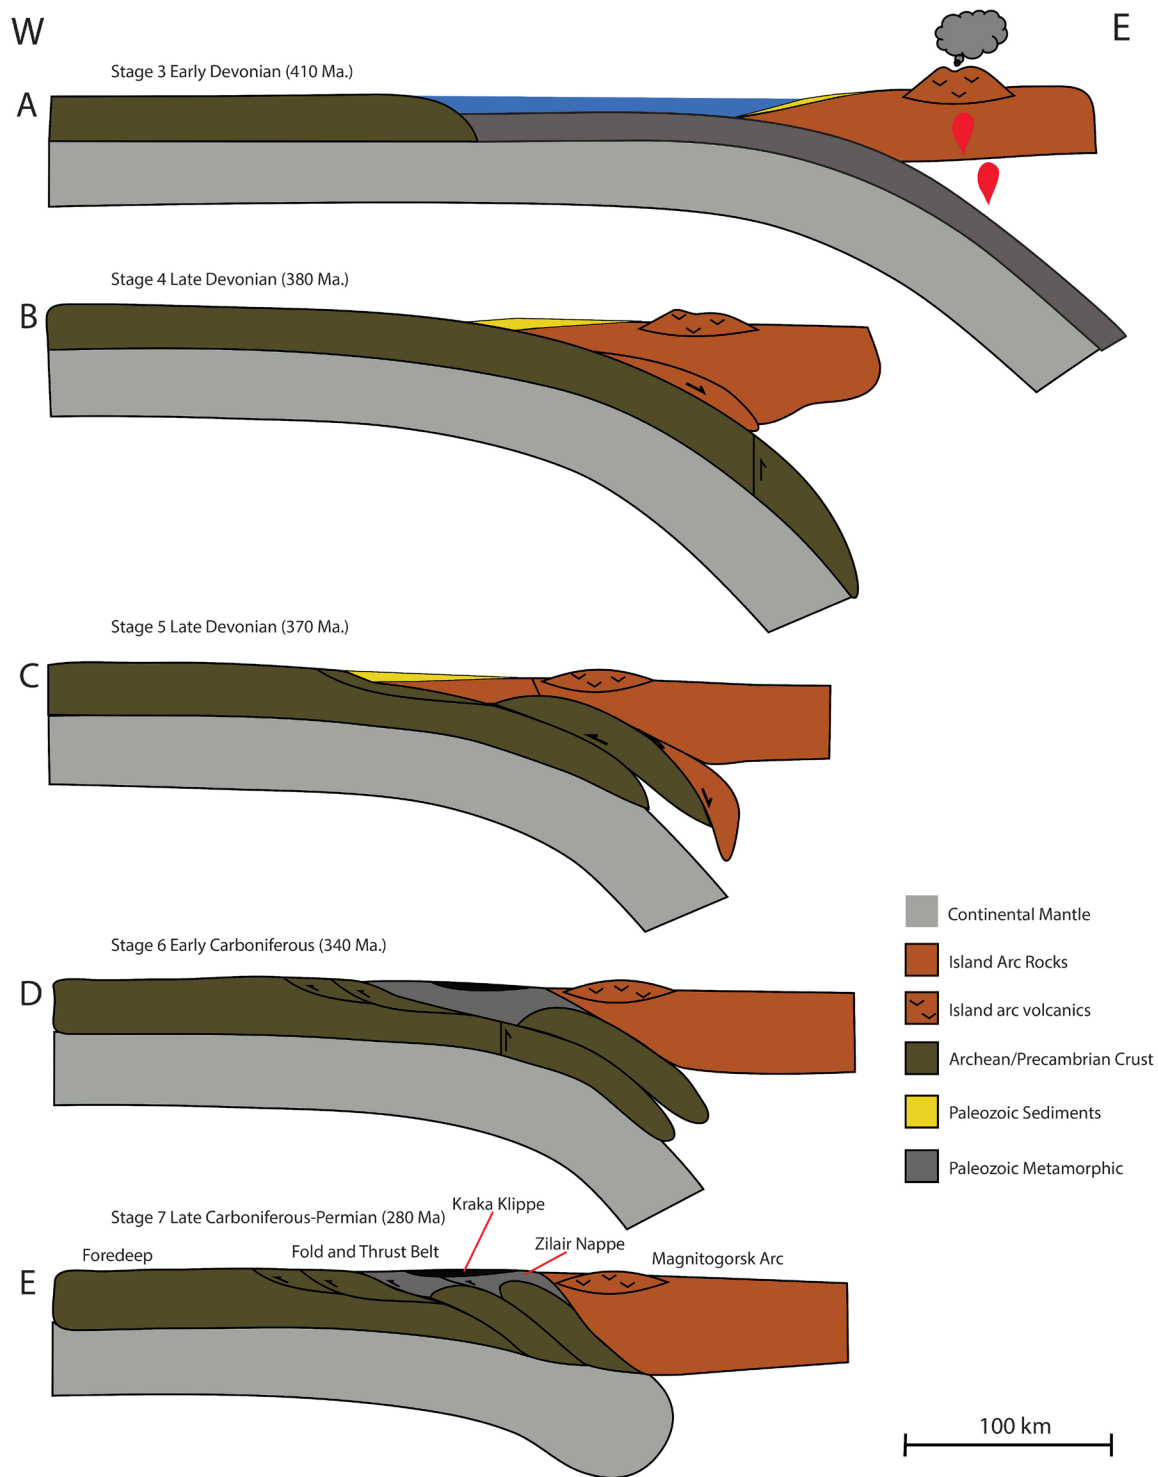 W
E
Stage 3 Early Devonian (410 Ma.)
A
Stage 4 Late Devonian (380 Ma.)
B
Stage 5 Late Devonian (370 Ma.)
C
Continental Mantle
Island Arc Rocks
Island arc volcanics
Archean/Precambrian Crust
Paleozoic Sediments
Paleozoic Metamorphic
Stage 6 Early Carboniferous (340 Ma.)
D
Stage 7 Late Carboniferous-Permian (280 Ma)
Kraka Klippe
Foredeep
Fold and Thrust Belt
Zilair Nappe
Magnitogorsk Arc
E
100 km